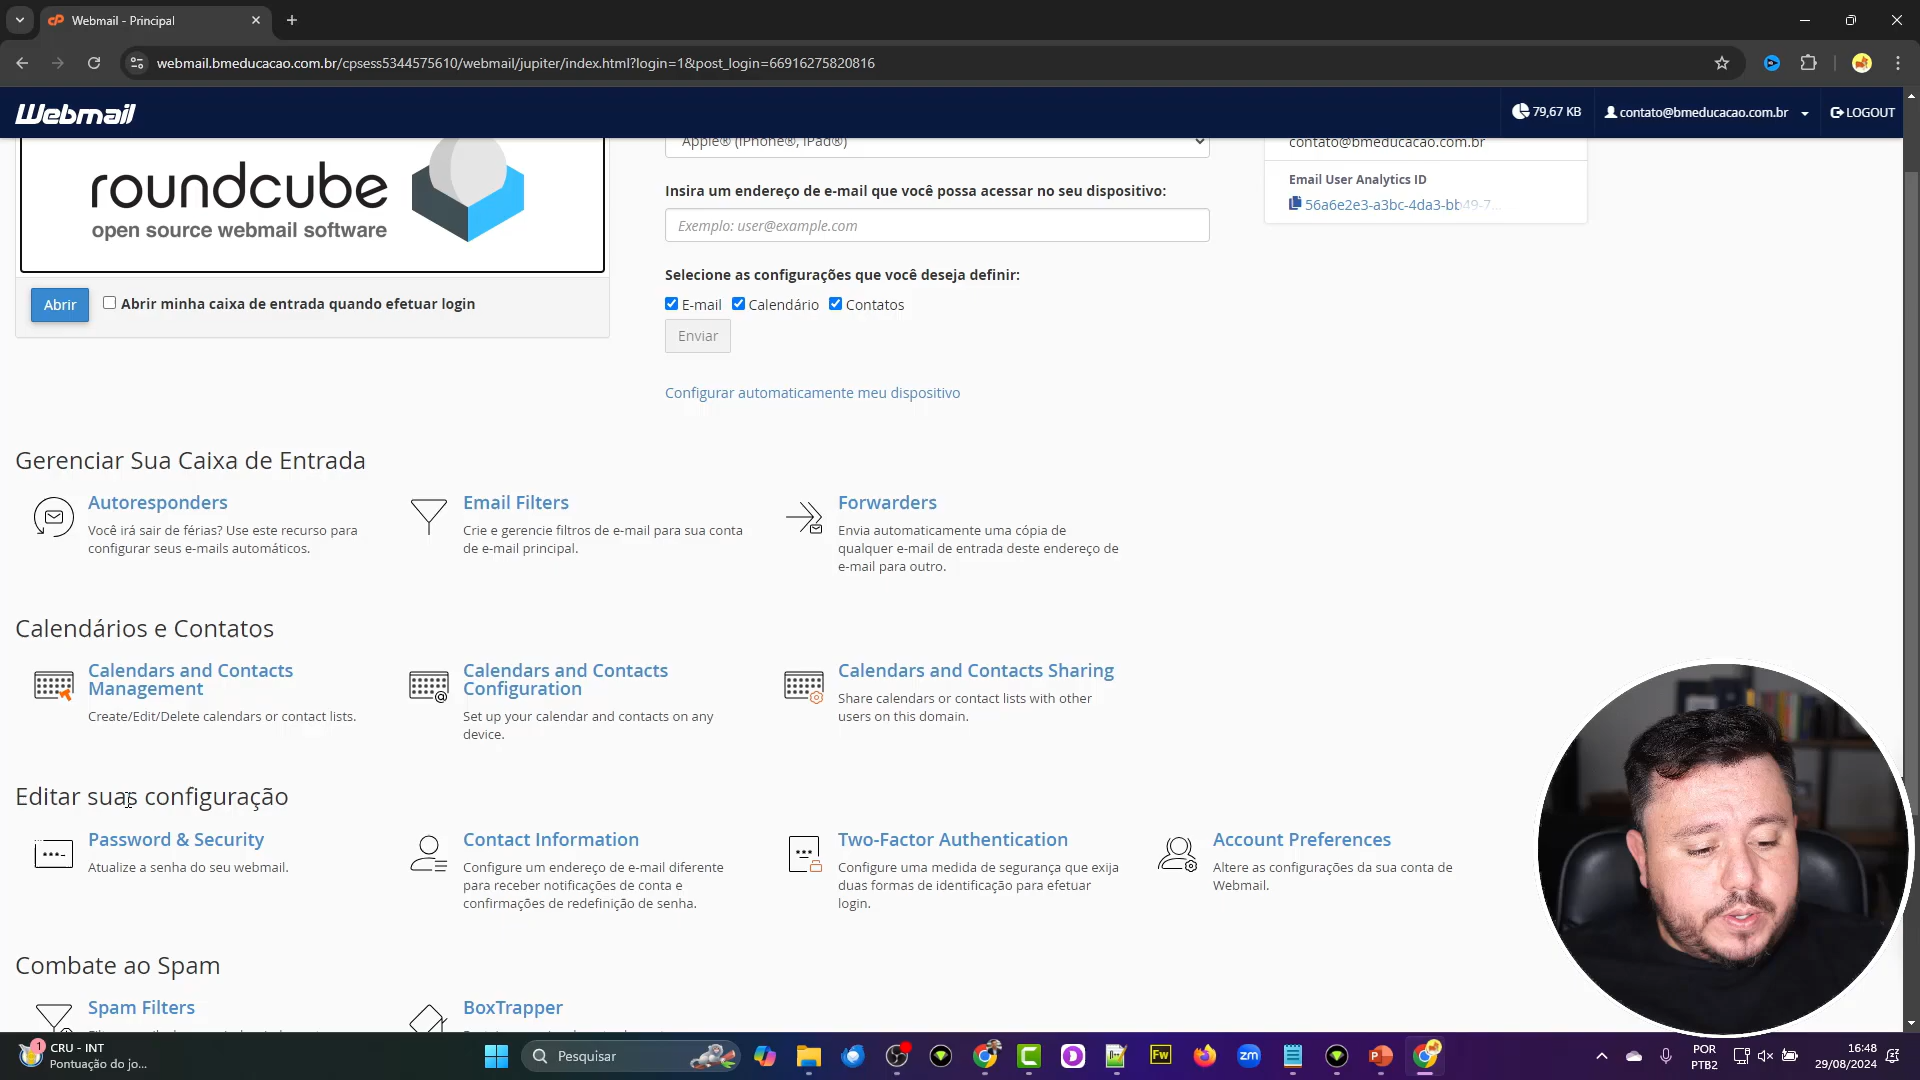 Webmail - Principal
webmail.bmeducacao.com.br/cpsess5344575610/webmail/jupiter/index.html?login=1&post_login=66916275820816
Webmail
79,67 KB
contato@bmeducacao.com.br
LOGOUT
roundcube
open source webmail software
Abrir
Abrir minha caixa de entrada quando efetuar login
Apple® (iPhone®, iPad®)
Insira um endereço de e-mail que você possa acessar no seu dispositivo:
Exemplo: user@example.com
Selecione as configurações que você deseja definir:
E-mail Calendário Contatos
Enviar
Configurar automaticamente meu dispositivo
contato@bmeducacao.com.br
Email User Analytics ID
56a6e2e3-a3bc-4da3-bb49-7...
Gerenciar Sua Caixa de Entrada
Autoresponders
Você irá sair de férias? Use este recurso para
configurar seus e-mails automáticos.
Email Filters
Crie e gerencie filtros de e-mail para sua conta
de e-mail principal.
Forwarders
Envia automaticamente uma cópia de
qualquer e-mail de entrada deste endereço de
e-mail para outro.
Calendários e Contatos
Calendars and Contacts
Management
Create/Edit/Delete calendars or contact lists.
Calendars and Contacts
Configuration
Set up your calendar and contacts on any
device.
Calendars and Contacts Sharing
Share calendars or contact lists with other
users on this domain.
Editar suas configuração
Password & Security
Atualize a senha do seu webmail.
Contact Information
Configure um endereço de e-mail diferente
para receber notificações de conta e
confirmações de redefinição de senha.
Two-Factor Authentication
Configure uma medida de segurança que exija
duas formas de identificação para efetuar
login.
Account Preferences
Altere as configurações da sua conta de
Webmail.
Combate ao Spam
Spam Filters
BoxTrapper
1
CRU - INT
Pontuação do jo...
Pesquisar
Fw
zm
POR
PTB2
16:48
29/08/2024